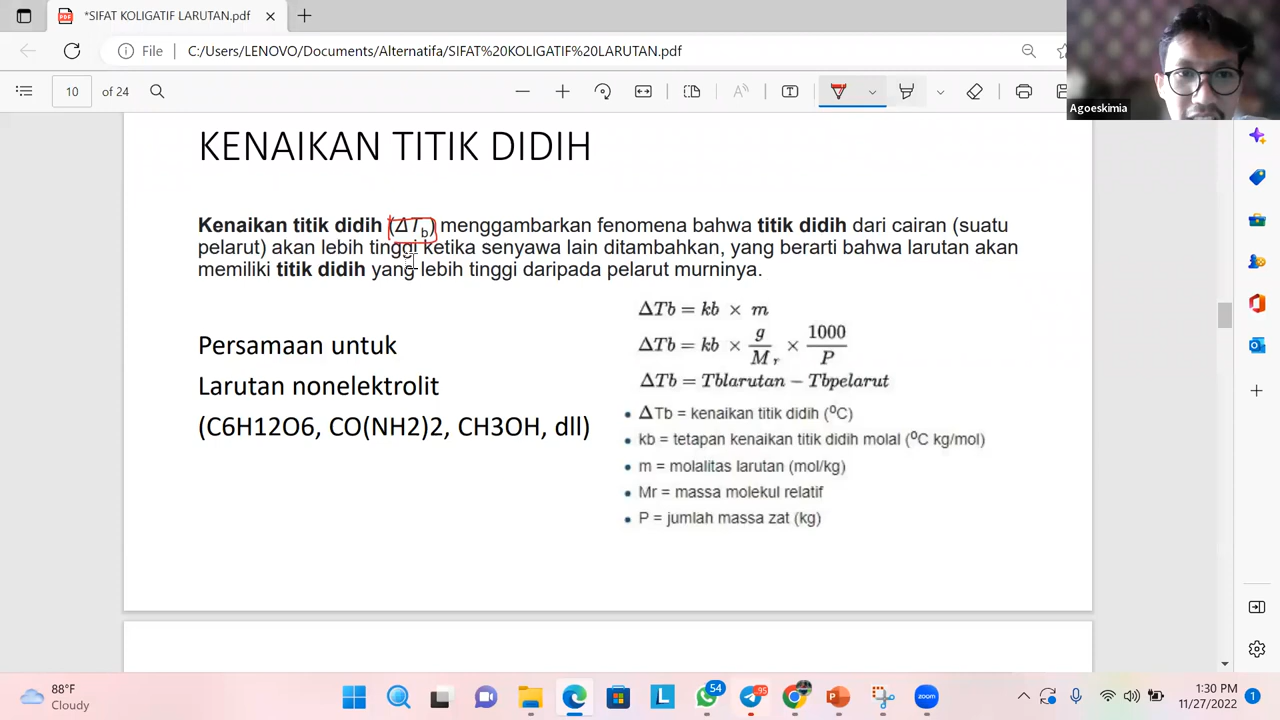 *SIFAT KOLIGATIF LARUTAN.pdf
File
C:/Users/LENOVO/Documents/Alternatifa/SIFAT%20KOLIGATIF%20LARUTAN.pdf
10 of 24
Agoeskimia
KENAIKAN TITIK DIDIH
Kenaikan titik didih (ΔTb) menggambarkan fenomena bahwa titik didih dari cairan (suatu
pelarut) akan lebih tinggi ketika senyawa lain ditambahkan, yang berarti bahwa larutan akan
memiliki titik didih yang lebih tinggi daripada pelarut murninya.
Persamaan untuk
Larutan nonelektrolit
(C6H12O6, CO(NH2)2, CH3OH, dll)
ΔTb = kb × m
ΔTb = kb × g/Mr × 1000/P
ΔTb = Tblarutan − Tbpelarut
• ΔTb = kenaikan titik didih (⁰C)
• kb = tetapan kenaikan titik didih molal (⁰C kg/mol)
• m = molalitas larutan (mol/kg)
• Mr = massa molekul relatif
• P = jumlah massa zat (kg)
88°F
Cloudy
54
95
1:30 PM
11/27/2022
1